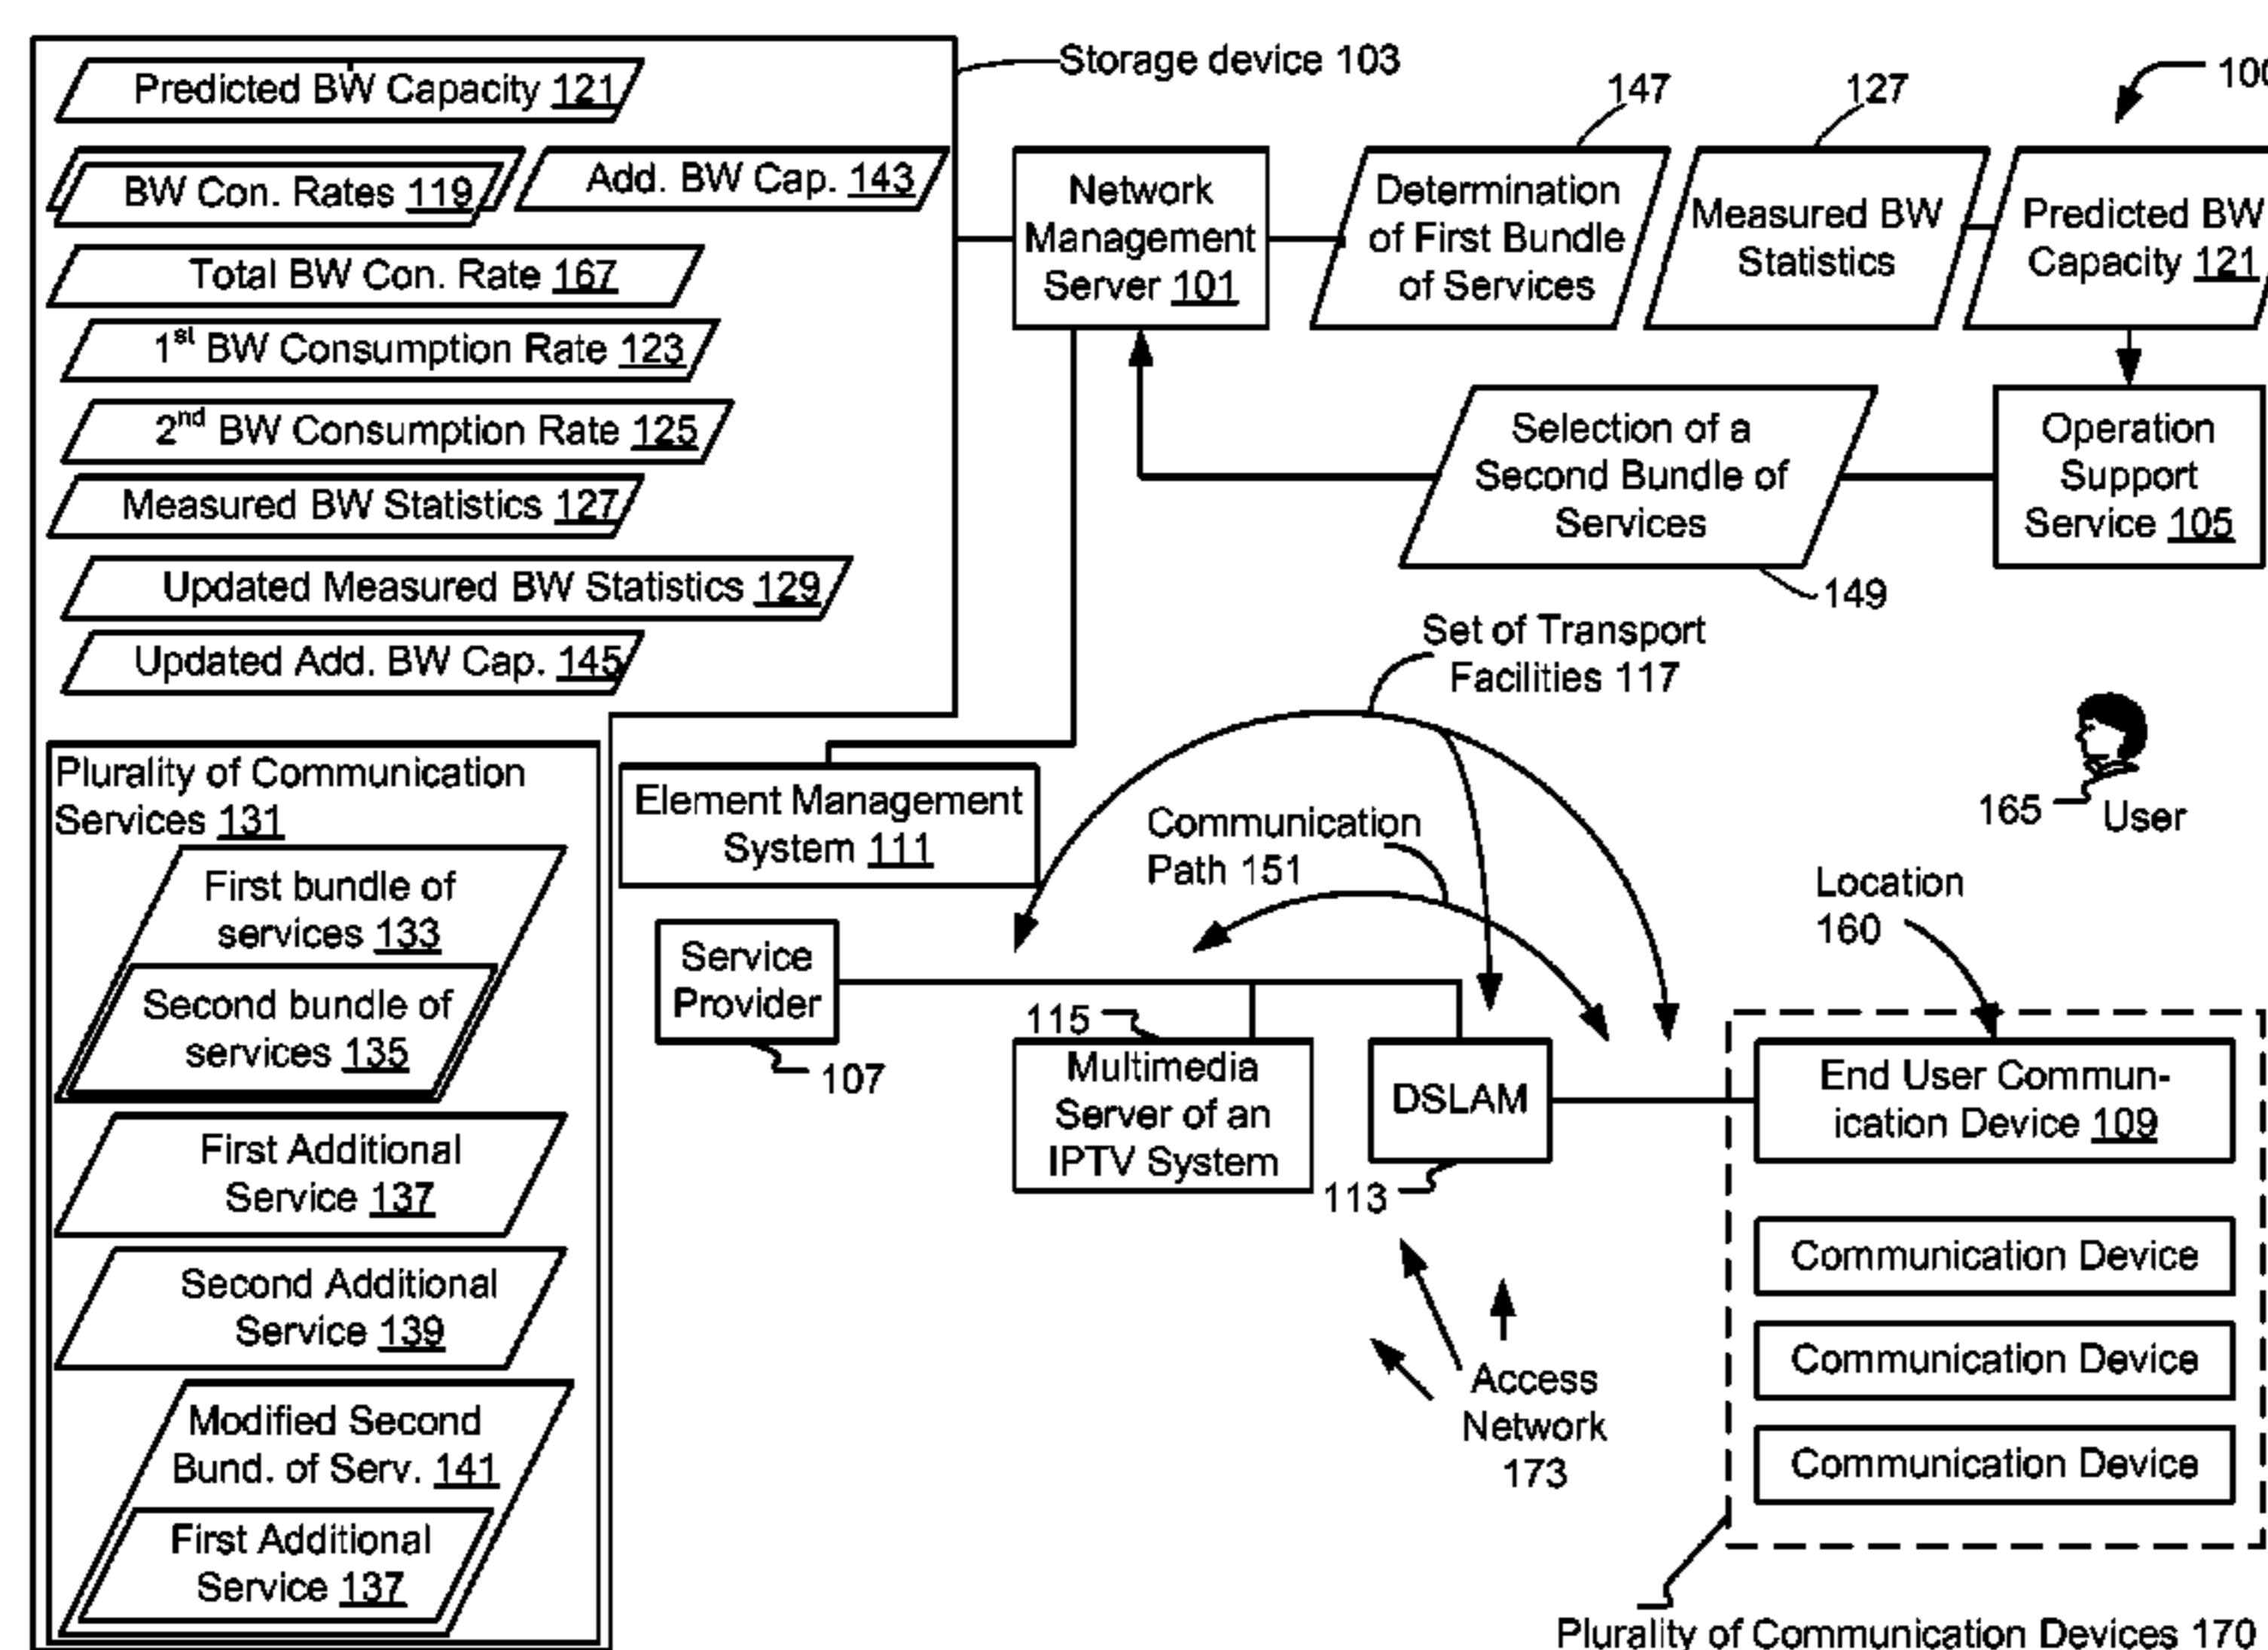 Predicted BW Capacity 121
BW Con. Rates 119
Add. BW Cap. 143
Total BW Con. Rate 167
1st BW Consumption Rate 123
2nd BW Consumption Rate 125
Measured BW Statistics 127
Updated Measured BW Statistics 129
Updated Add. BW Cap. 145
Plurality of Communication
Services 131
First bundle of
services 133
Second bundle of
services 135
First Additional
Service 137
Second Additional
Service 139
Modified Second
Bund. of Serv. 141
First Additional
Service 137
Storage device 103
Network
Management
Server 101
147
Determination
of First Bundle
of Services
127
Measured BW
Statistics
100
Predicted BW
Capacity 121
Selection of a
Second Bundle of
Services
149
Operation
Support
Service 105
Set of Transport
Facilities 117
165
User
Element Management
System 111
Communication
Path 151
Location
160
Service
Provider
107
115
Multimedia
Server of an
IPTV System
DSLAM
113
End User Commun-
ication Device 109
Communication Device
Communication Device
Communication Device
Access
Network
173
Plurality of Communication Devices 170